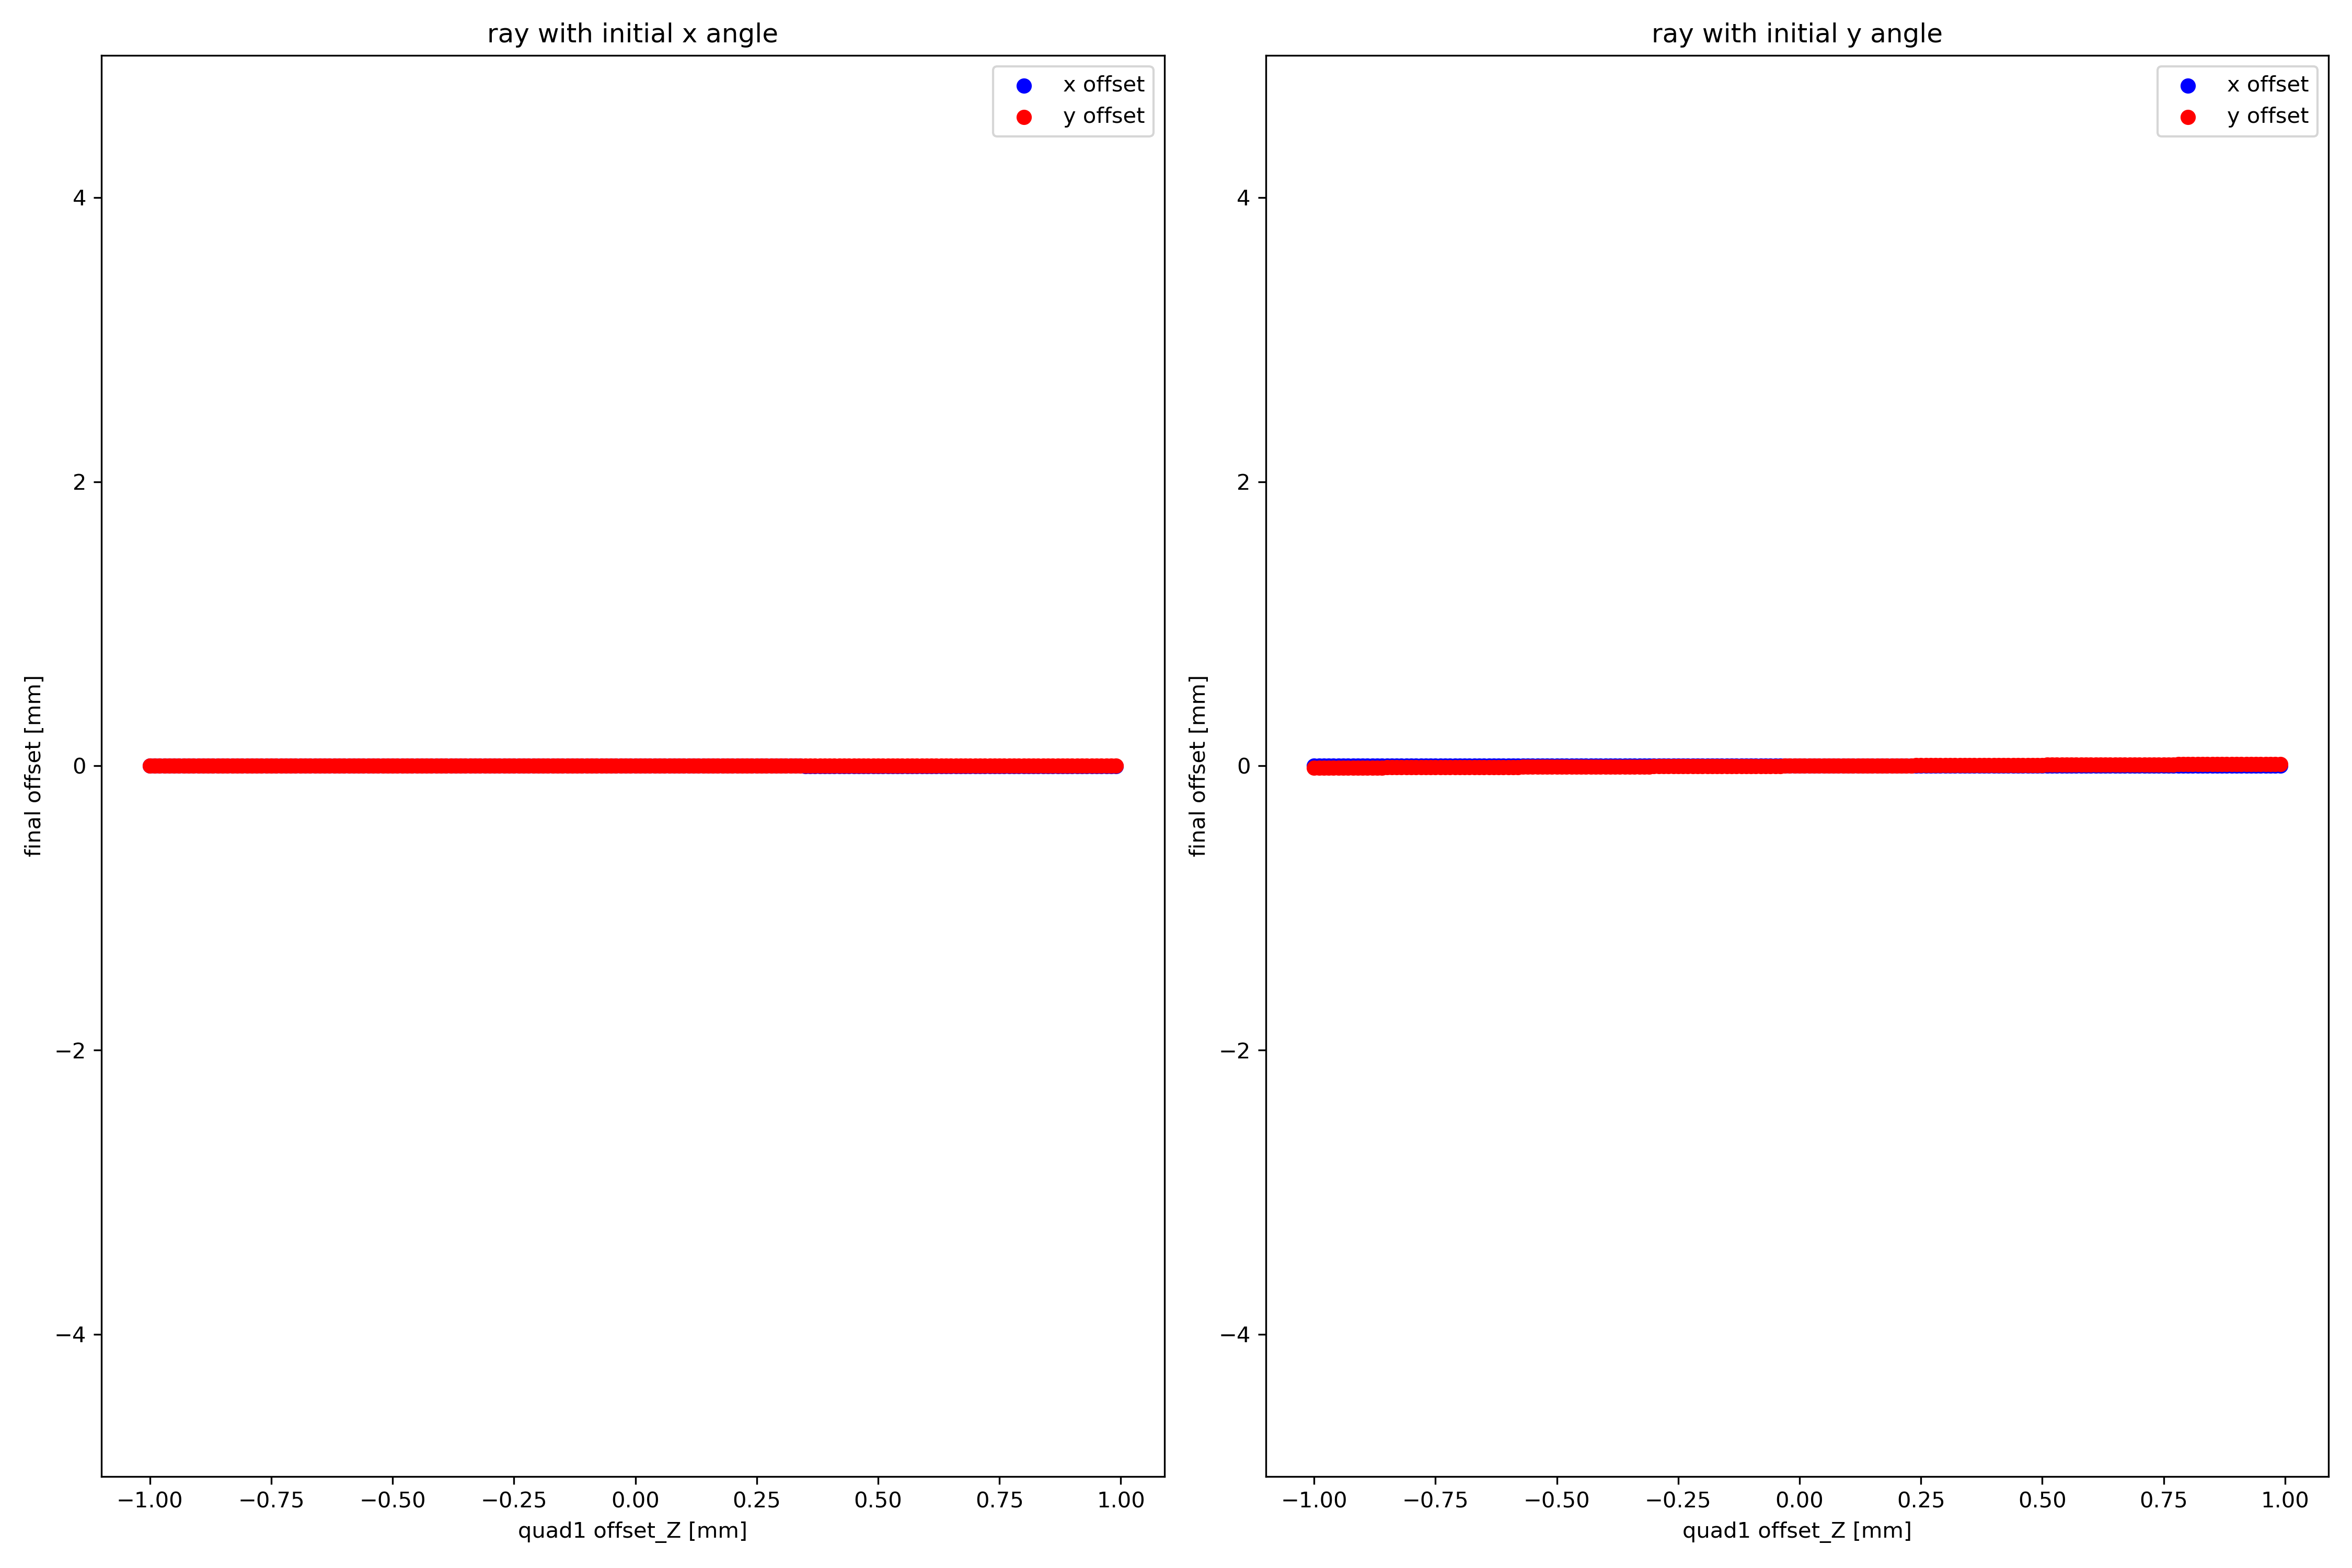 ray with initial x angle
x offset
y offset
4
2
0
−2
−4
final offset [mm]
−1.00 −0.75 −0.50 −0.25 0.00 0.25 0.50 0.75 1.00
quad1 offset_Z [mm]
ray with initial y angle
x offset
y offset
4
2
0
−2
−4
final offset [mm]
−1.00 −0.75 −0.50 −0.25 0.00 0.25 0.50 0.75 1.00
quad1 offset_Z [mm]